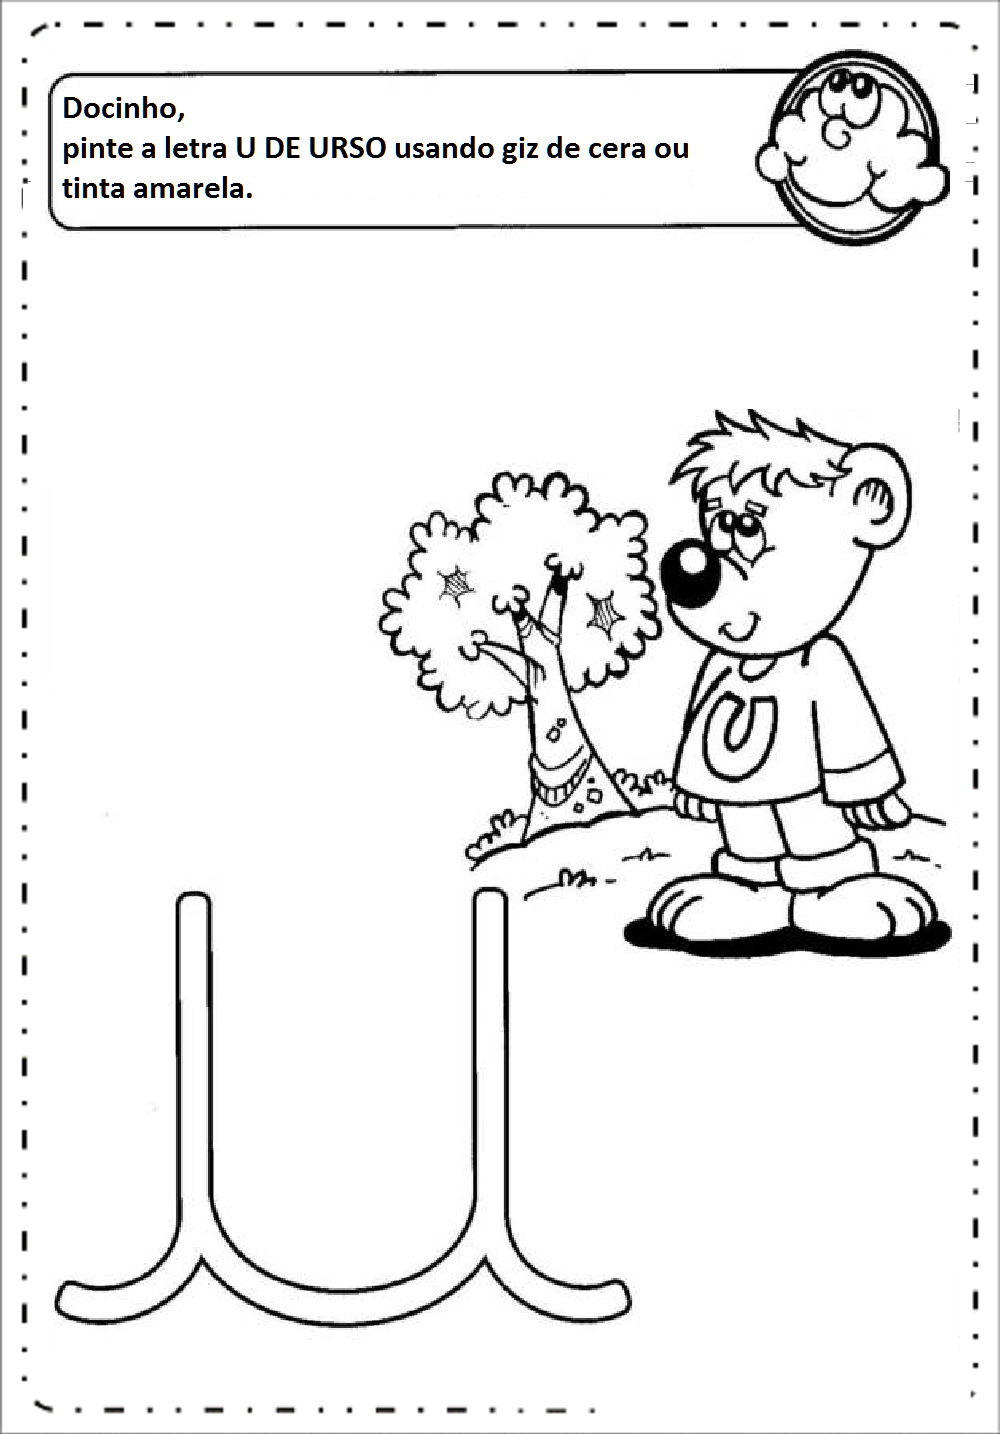 Docinho,
pinte a letra U DE URSO usando giz de cera ou
tinta amarela.
U
u